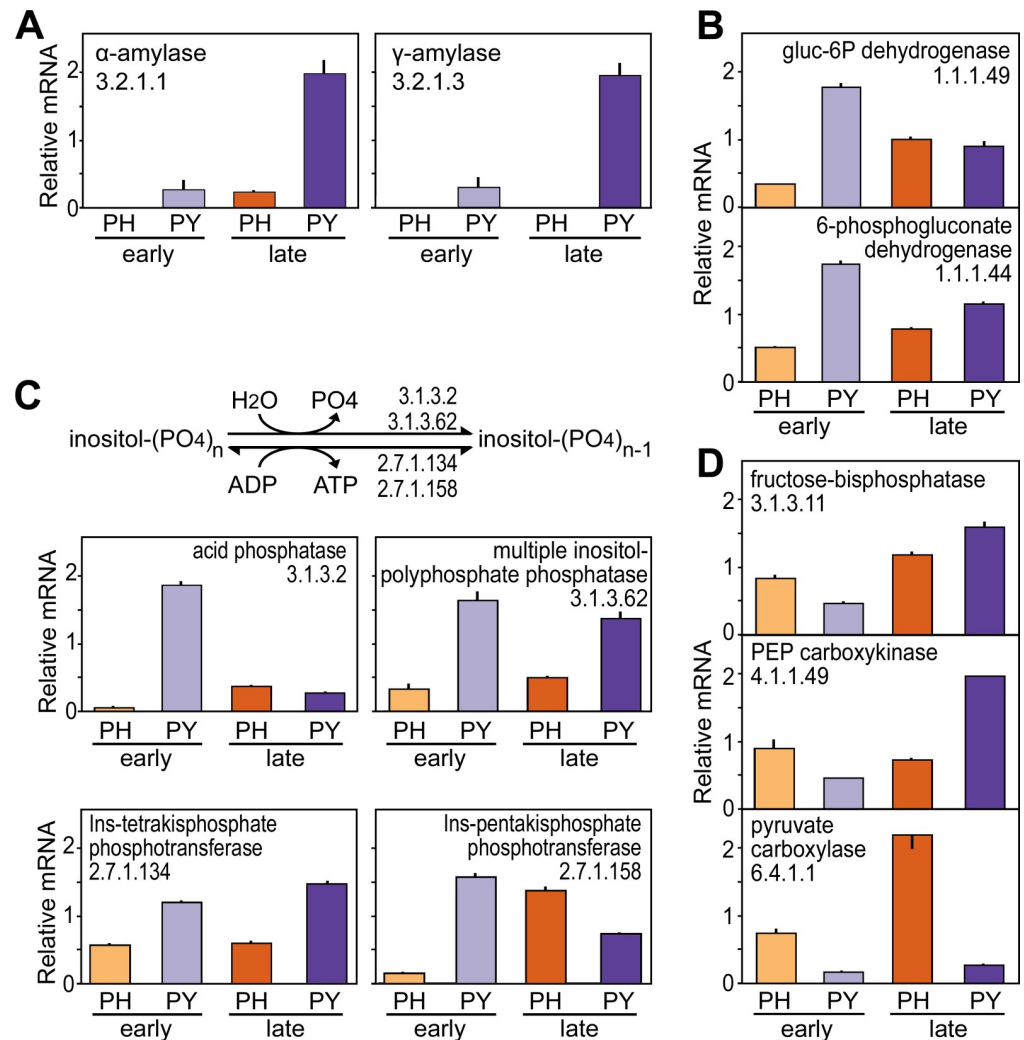 A
Relative mRNA
2
1
0
α-amylase
3.2.1.1
PH PY PH PY
early late
γ-amylase
3.2.1.3
PH PY PH PY
early late
B
Relative mRNA
gluc-6P dehydrogenase
1.1.1.49
2
1
0
6-phosphogluconate
dehydrogenase
1.1.1.44
2
1
0
PH PY PH PY
early late
C
H2O PO4 3.1.3.2
3.1.3.62
inositol-(PO4)n inositol-(PO4)n-1
2.7.1.134
ADP ATP 2.7.1.158
Relative mRNA
2
1
0
acid phosphatase
3.1.3.2
PH PY PH PY
early late
multiple inositol-
polyphosphate phosphatase
3.1.3.62
PH PY PH PY
early late
Relative mRNA
2
1
0
Ins-tetrakisphosphate
phosphotransferase
2.7.1.134
PH PY PH PY
early late
Ins-pentakisphosphate
phosphotransferase
2.7.1.158
PH PY PH PY
early late
D
Relative mRNA
fructose-bisphosphatase
3.1.3.11
2
1
0
PEP carboxykinase
4.1.1.49
2
1
0
pyruvate
carboxylase
6.4.1.1
2
1
0
PH PY PH PY
early late